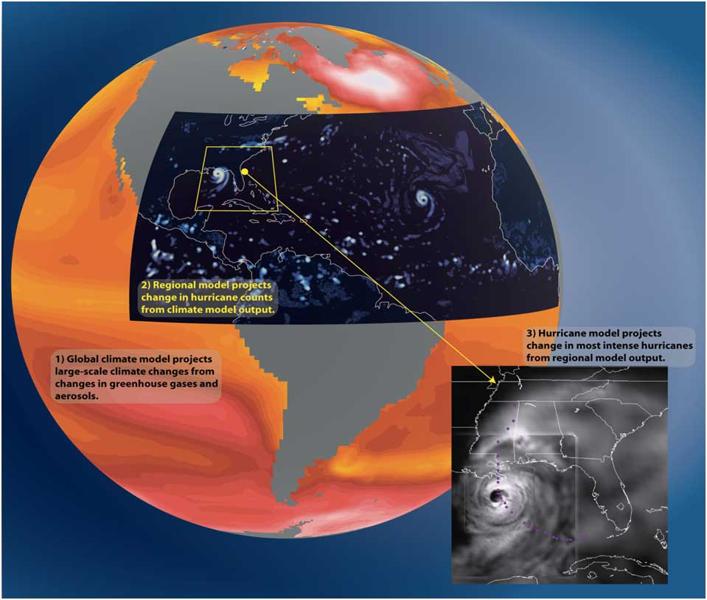 2) Regional model projects
change in hurricane counts
from climate model output.
3) Hurricane model projects
change in most intense hurricanes
from regional model output.
1) Global climate model projects
large-scale climate changes from
changes in greenhouse gases and
aerosols.